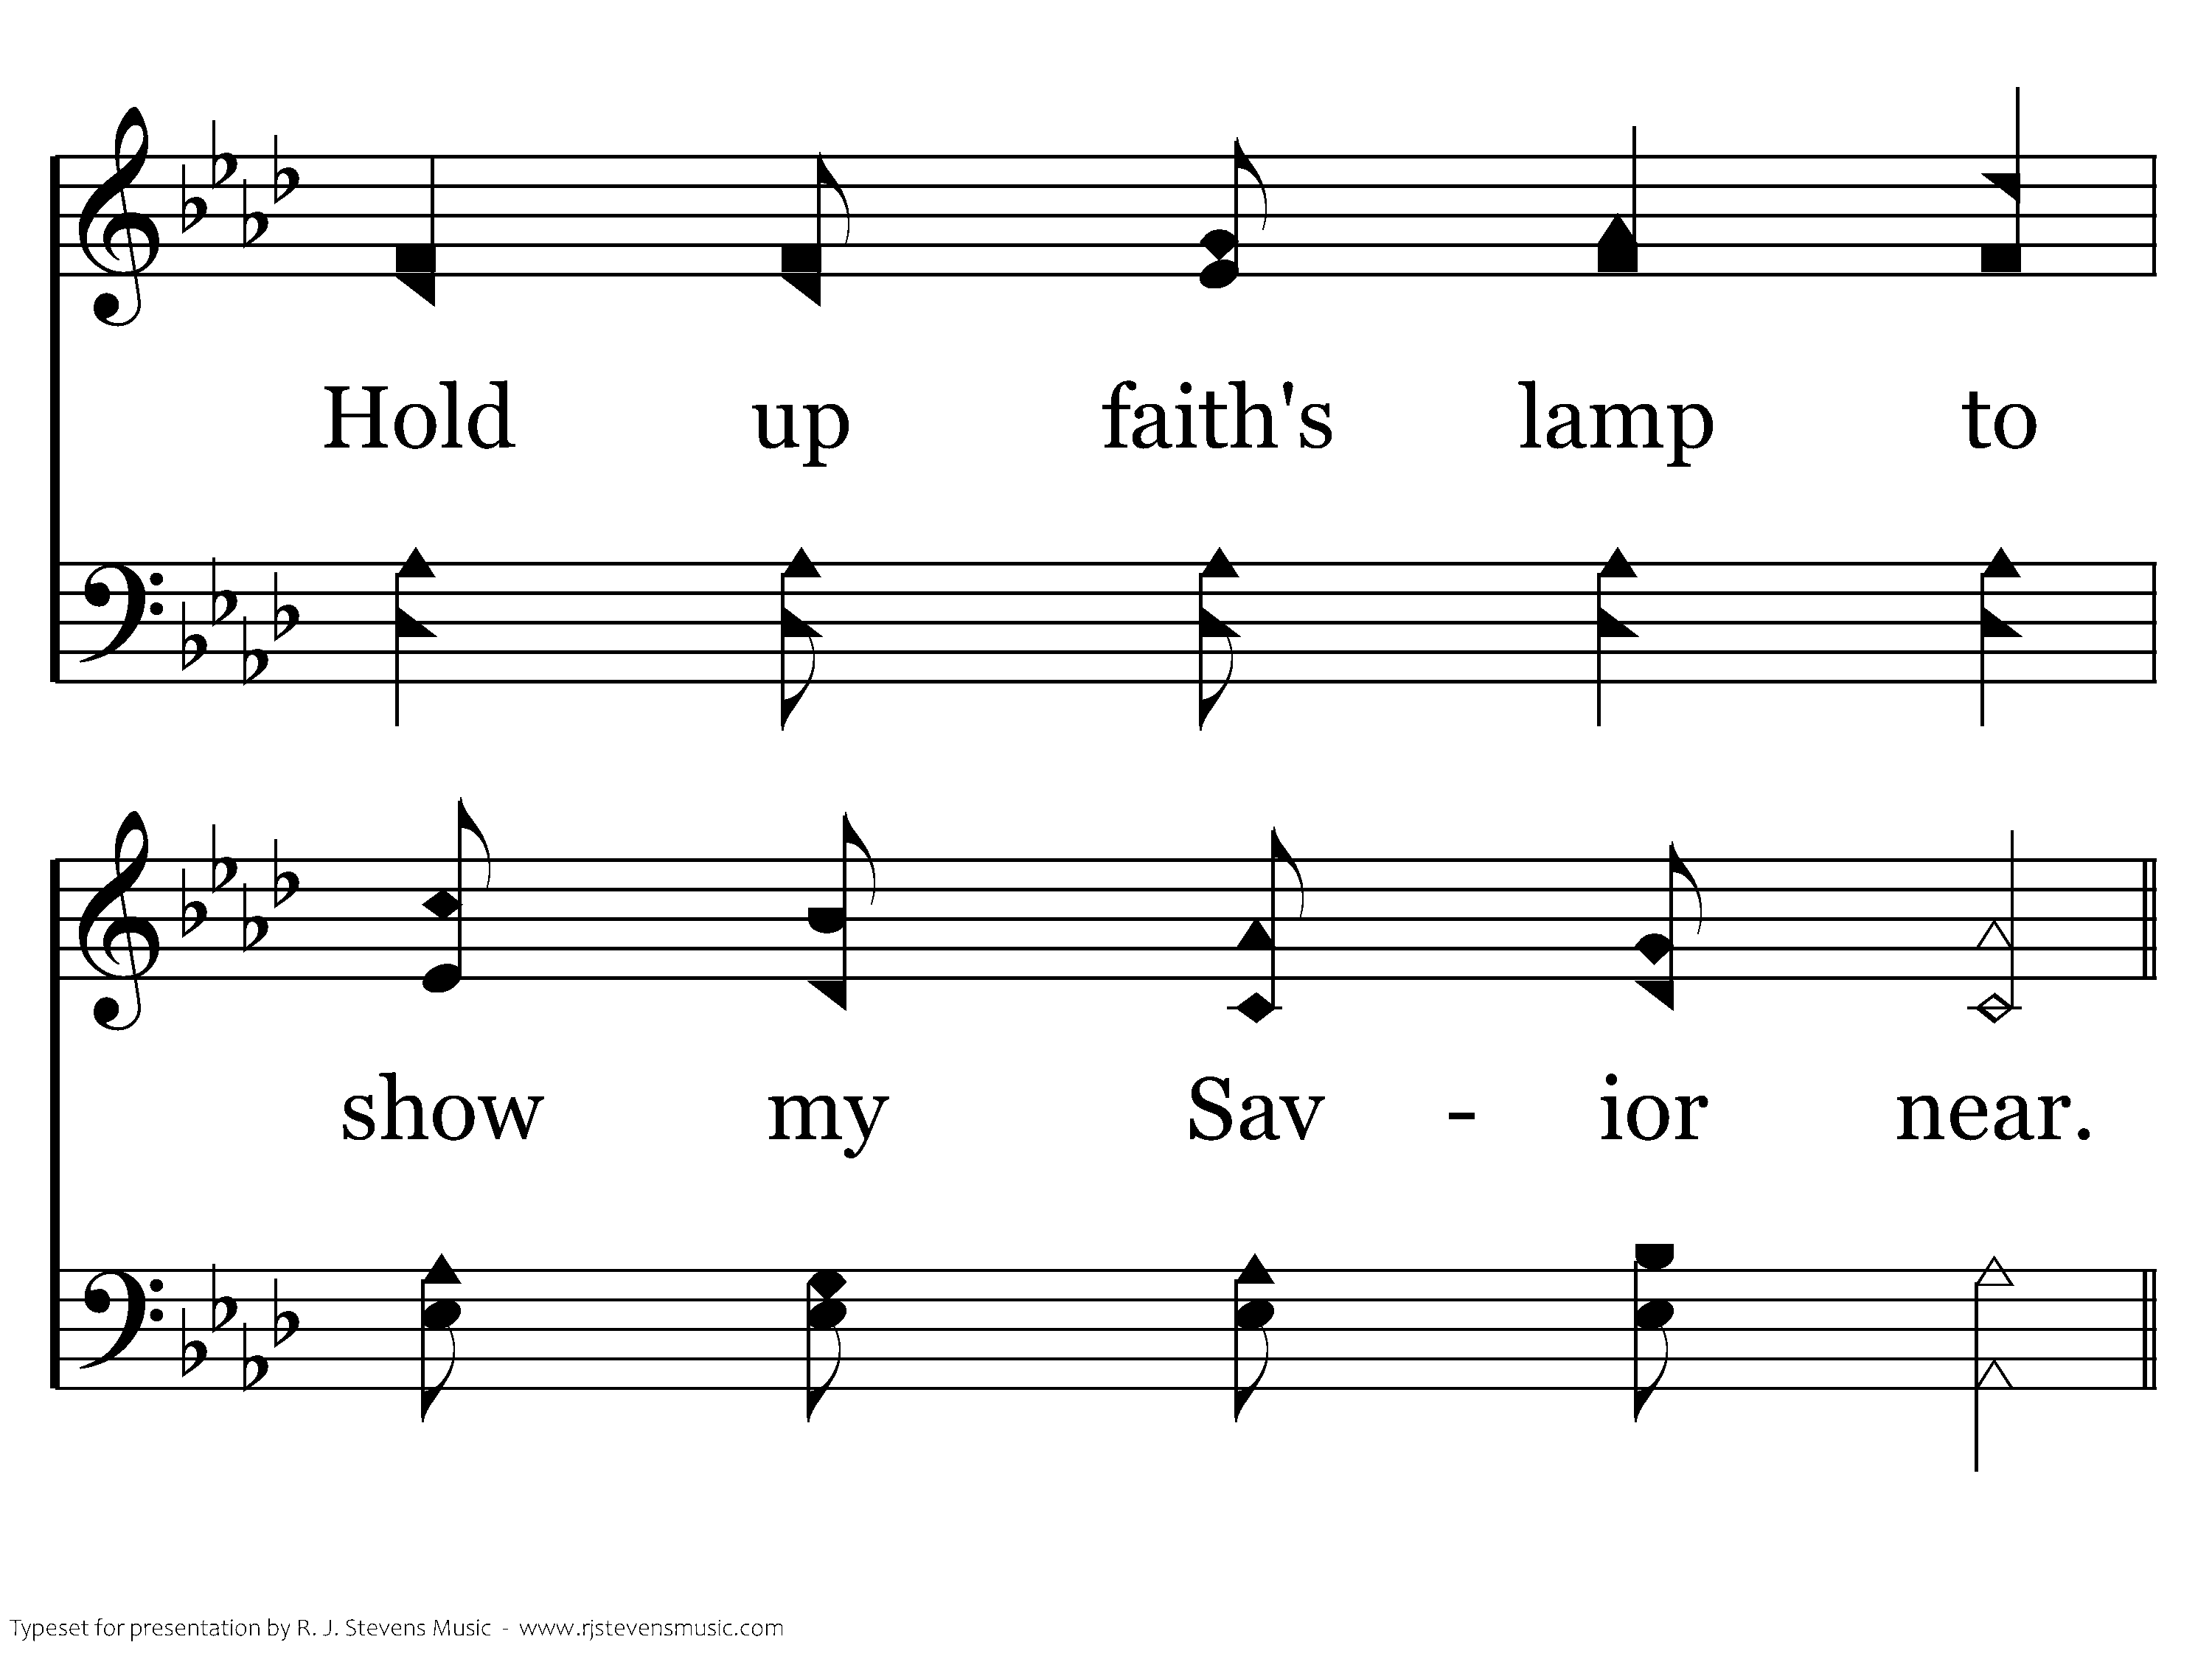 Hold up faith's lamp to
show my Sav - ior near.
Typeset for presentation by R. J. Stevens Music - www.rjstevensmusic.com